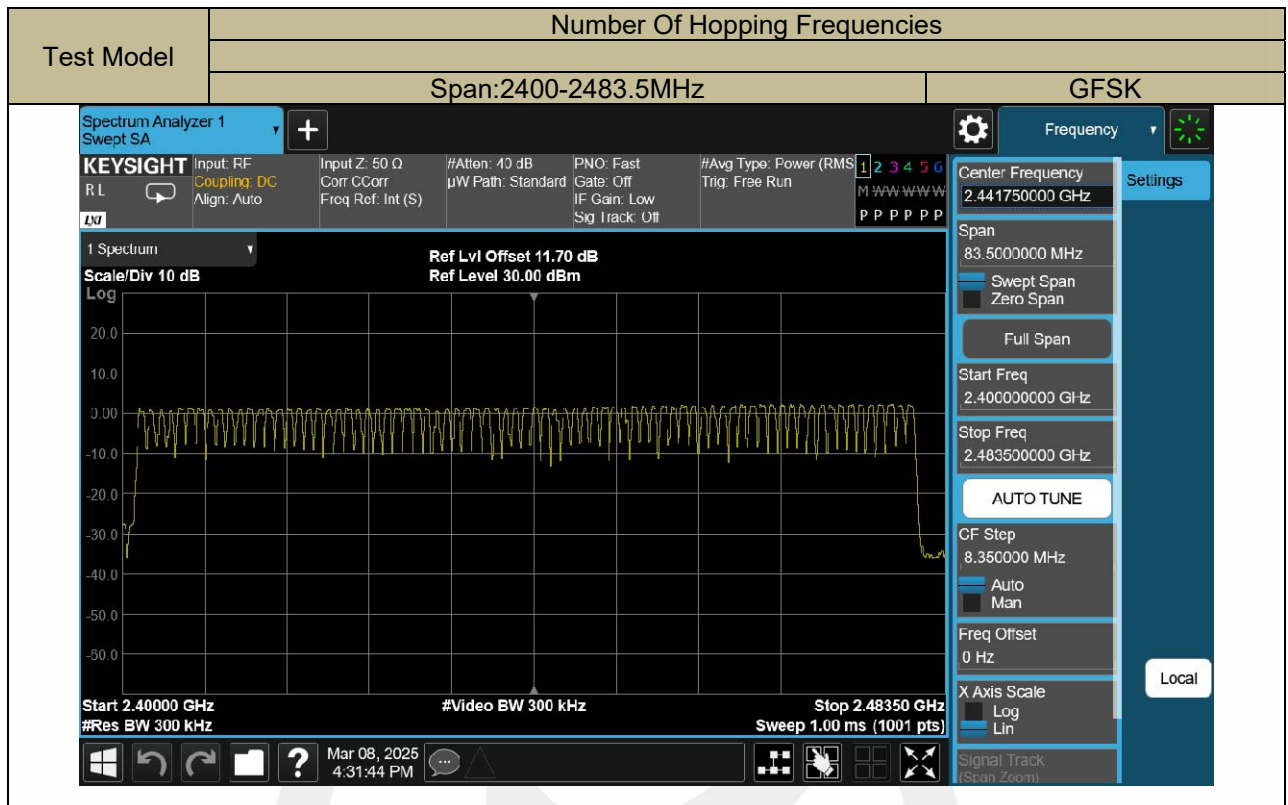 Test Model
Number Of Hopping Frequencies
Span:2400-2483.5MHz
GFSK
Spectrum Analyzer 1
Swept SA
+
Frequency
KEYSIGHT
R L
LXI
Input: RF
Coupling: DC
Align: Auto
Input Z: 50 Ω
Corr CCorr
Freq Ref: Int (S)
#Atten: 40 dB
µW Path: Standard
PNO: Fast
Gate: Off
IF Gain: Low
Sig Track: Off
#Avg Type: Power (RMS
Trig: Free Run
1 2 3 4 5 6
M W W W W W
P P P P P P
1 Spectrum
Scale/Div 10 dB
Log
Ref Lvl Offset 11.70 dB
Ref Level 30.00 dBm
20.0
10.0
0.00
-10.0
-20.0
-30.0
-40.0
-50.0
-60.0
Start 2.40000 GHz
#Res BW 300 kHz
#Video BW 300 kHz
Stop 2.48350 GHz
Sweep 1.00 ms (1001 pts)
Center Frequency
2.441750000 GHz
Settings
Span
83.5000000 MHz
Swept Span
Zero Span
Full Span
Start Freq
2.400000000 GHz
Stop Freq
2.483500000 GHz
AUTO TUNE
CF Step
8.350000 MHz
Auto
Man
Freq Offset
0 Hz
X Axis Scale
Log
Lin
Local
Signal Track
(Span Zoom)
?
Mar 08, 2025
4:31:44 PM